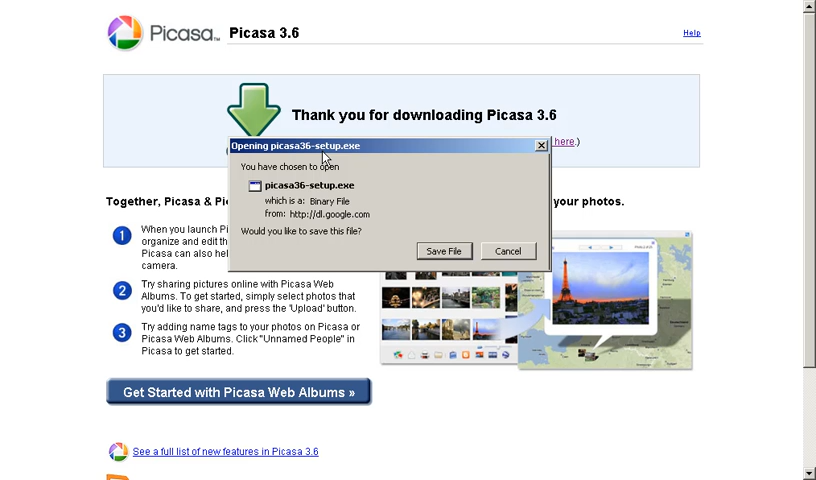 Picasa™ Picasa 3.6
Help
Thank you for downloading Picasa 3.6
here.)
Opening picasa36-setup.exe
You have chosen to open
picasa36-setup.exe
which is a: Binary File
from: http://dl.google.com
Would you like to save this file?
Save File
Cancel
Together, Picasa & Pi
your photos.
1 When you launch Pi
organize and edit th
Picasa can also hel
camera.
2 Try sharing pictures online with Picasa Web
Albums. To get started, simply select photos that
you'd like to share, and press the 'Upload' button.
3 Try adding name tags to your photos on Picasa or
Picasa Web Albums. Click "Unnamed People" in
Picasa to get started.
Get Started with Picasa Web Albums »
See a full list of new features in Picasa 3.6